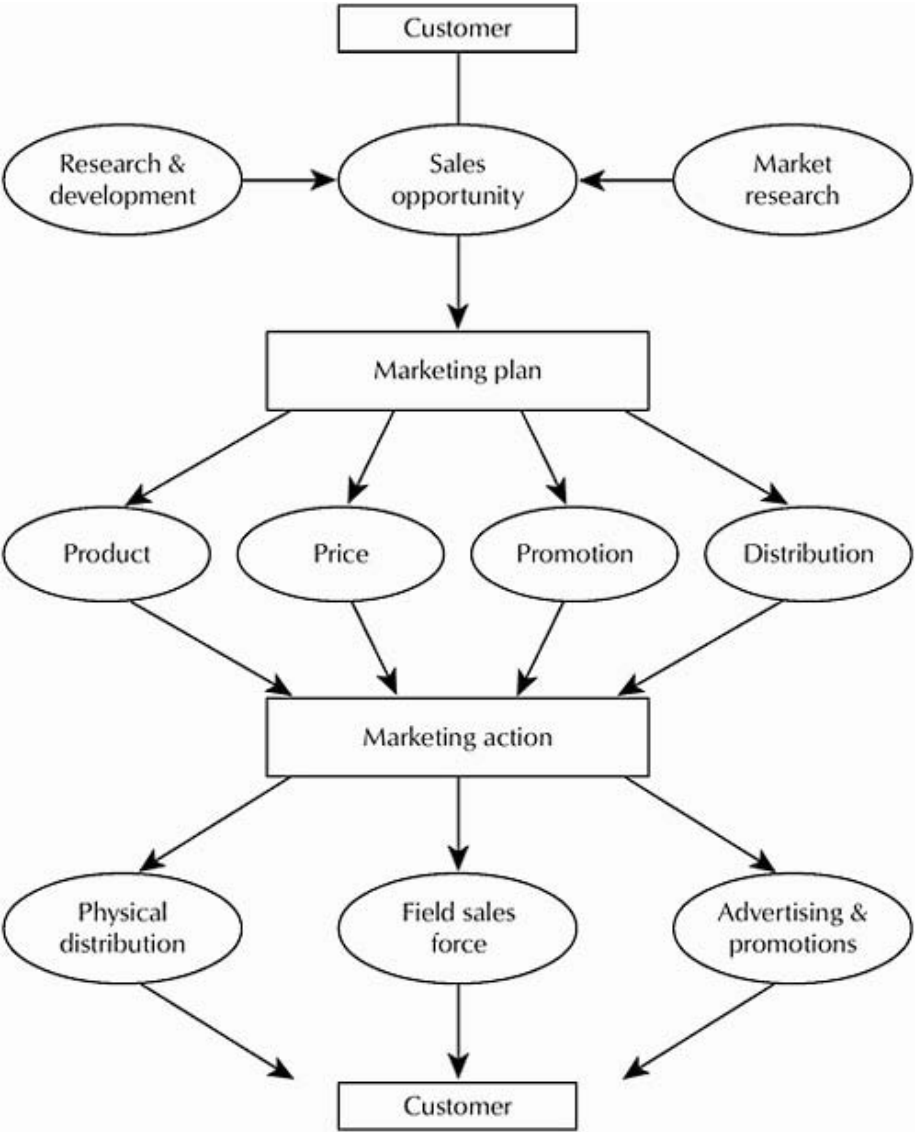 Customer
Research &
development
Sales
opportunity
Market
research
Marketing plan
Product
Price
Promotion
Distribution
Marketing action
Physical
distribution
Field sales
force
Advertising &
promotions
Customer